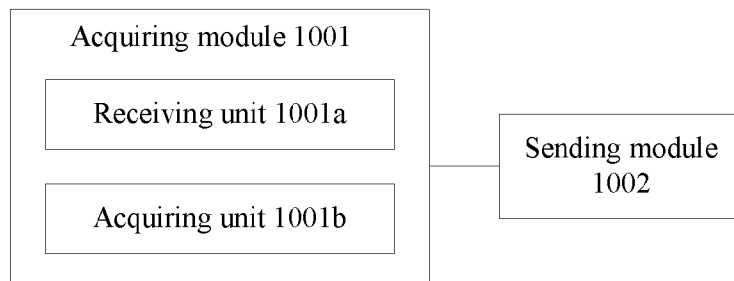 Acquiring module 1001
Receiving unit 1001a
Acquiring unit 1001b
Sending module
1002